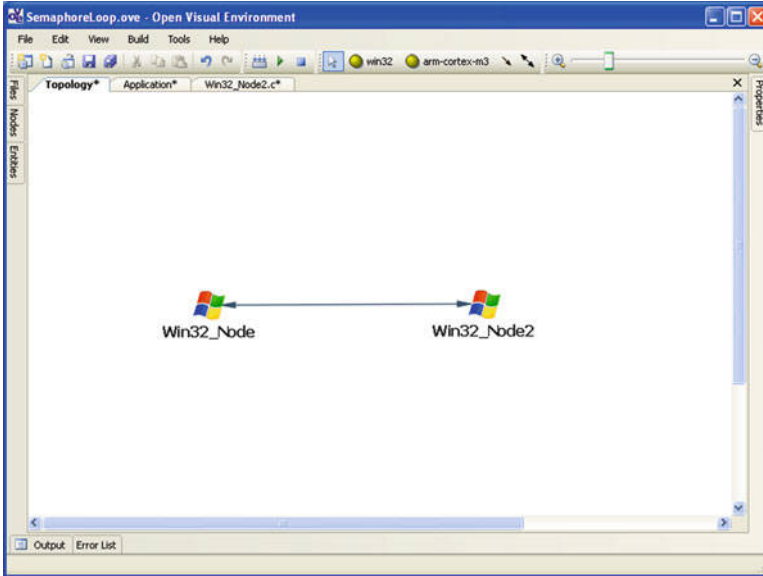 SemaphoreLoop.ove - Open Visual Environment
File Edit View Build Tools Help
win32 arm-cortex-m3
Topology* Application* Win32_Node2.c*
Files
Nodes
Entities
Properties
Win32_Node Win32_Node2
Output Error List